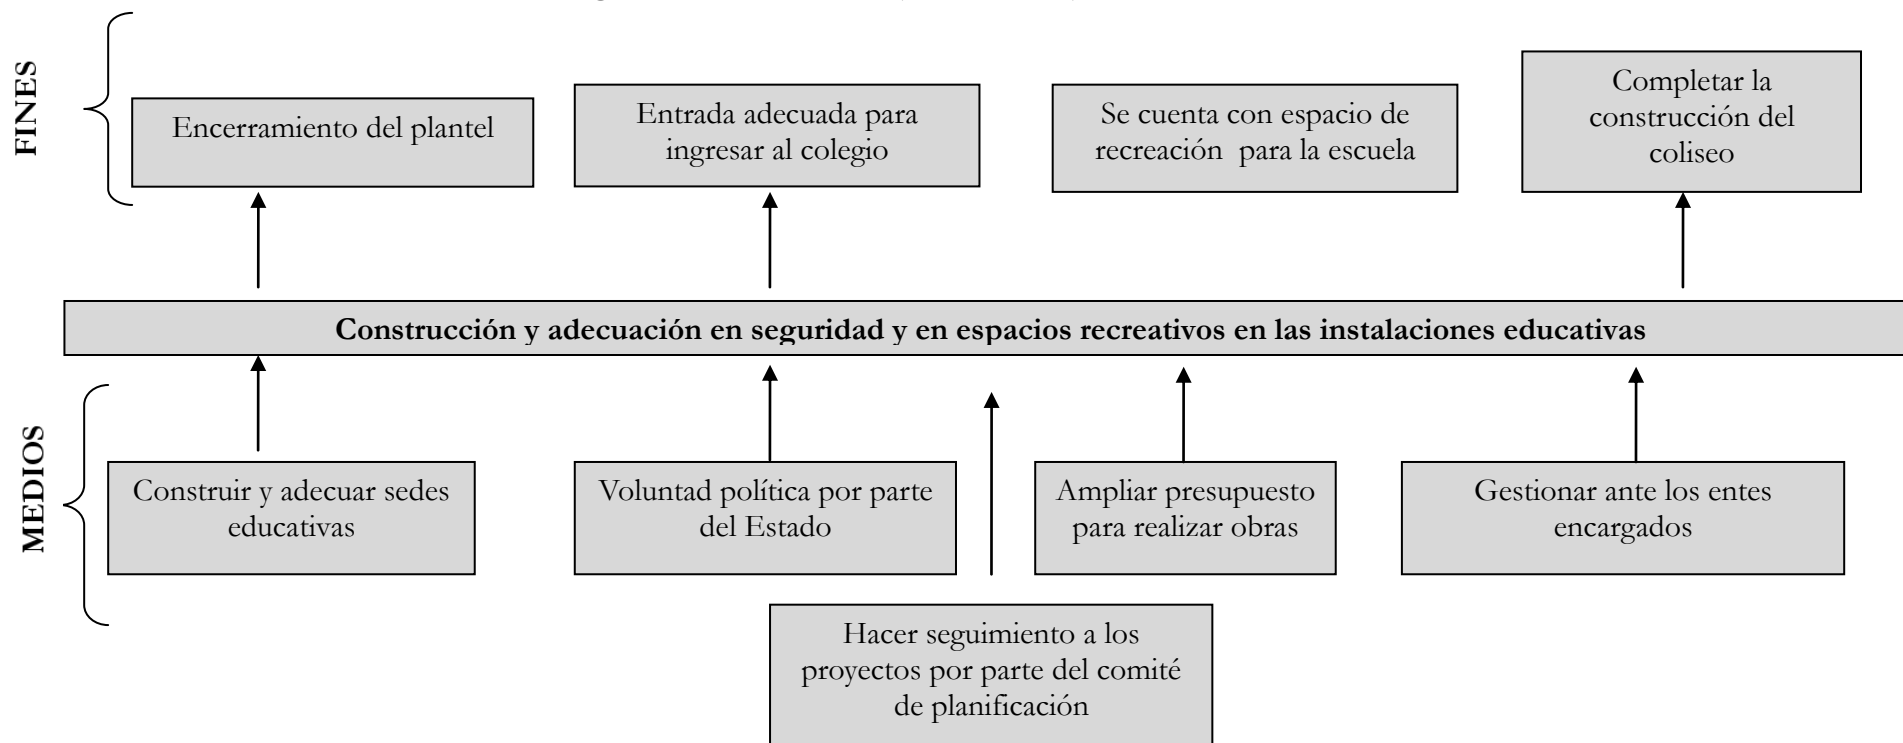 FINES
Encerramiento del plantel
Entrada adecuada para
ingresar al colegio
Se cuenta con espacio de
recreación para la escuela
Completar la
construcción del
coliseo
Construcción y adecuación en seguridad y en espacios recreativos en las instalaciones educativas
MEDIOS
Construir y adecuar sedes
educativas
Voluntad política por parte
del Estado
Ampliar presupuesto
para realizar obras
Gestionar ante los entes
encargados
Hacer seguimiento a los
proyectos por parte del comité
de planificación